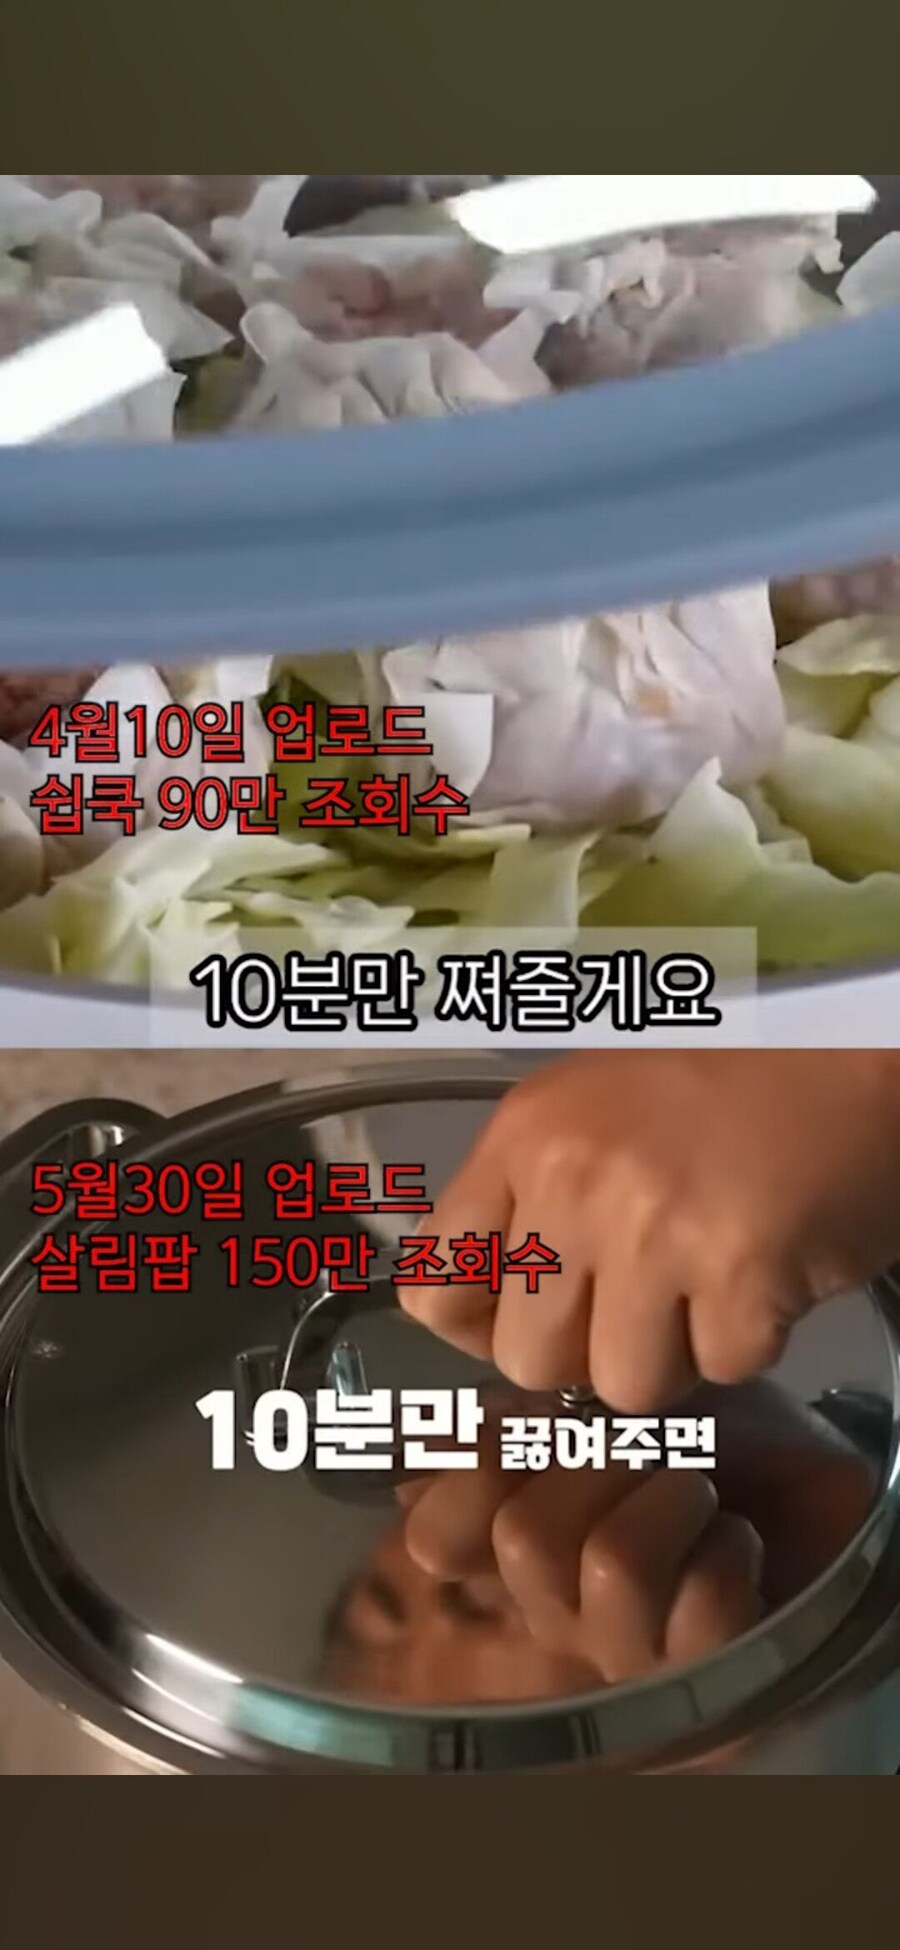 4월10일 업로드
쉽쿡 90만 조회수
10분만 쪄줄게요
5월30일 업로드
살림팝 150만 조회수
10분만 끓여주면